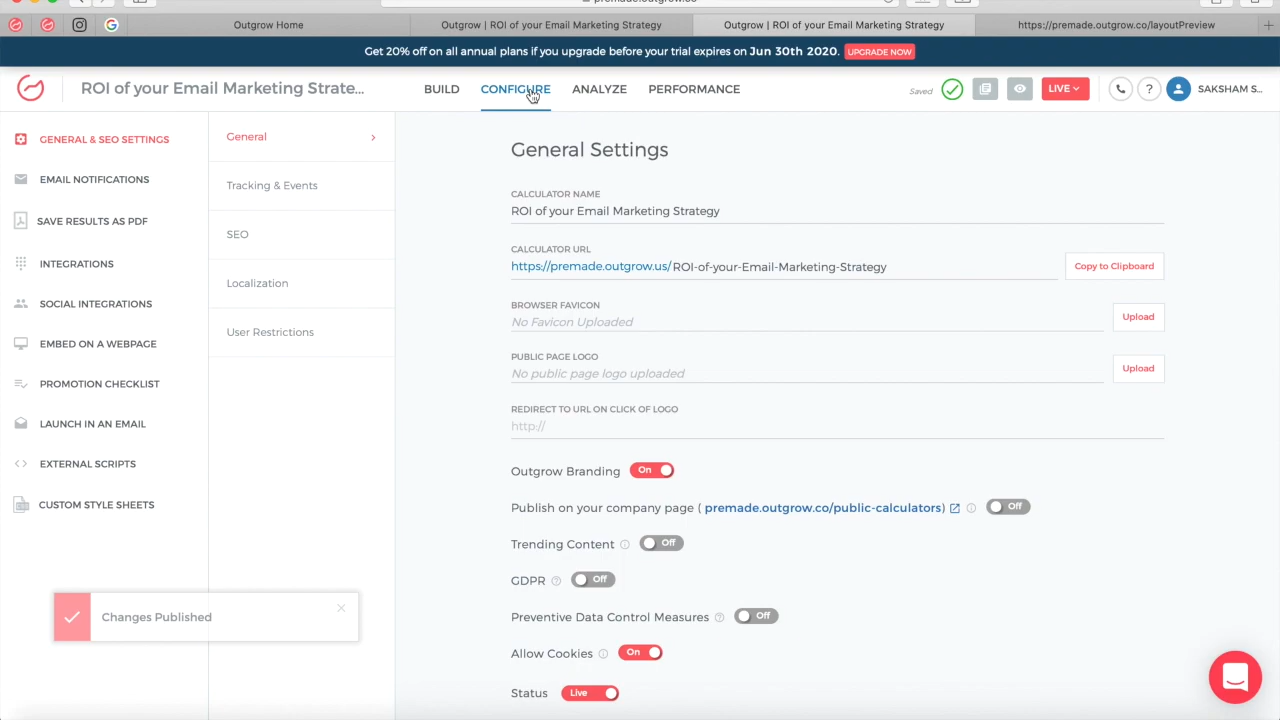 premade.outgrow.co
Outgrow Home
Outgrow | ROI of your Email Marketing Strategy
Outgrow | ROI of your Email Marketing Strategy
https://premade.outgrow.co/layoutPreview
Get 20% off on all annual plans if you upgrade before your trial expires on Jun 30th 2020. UPGRADE NOW
ROI of your Email Marketing Strate...
BUILD
CONFIGURE
ANALYZE
PERFORMANCE
Saved
LIVE
SAKSHAM S...
GENERAL & SEO SETTINGS
EMAIL NOTIFICATIONS
SAVE RESULTS AS PDF
INTEGRATIONS
SOCIAL INTEGRATIONS
EMBED ON A WEBPAGE
PROMOTION CHECKLIST
LAUNCH IN AN EMAIL
EXTERNAL SCRIPTS
CUSTOM STYLE SHEETS
General
Tracking & Events
SEO
Localization
User Restrictions
General Settings
CALCULATOR NAME
ROI of your Email Marketing Strategy
CALCULATOR URL
https://premade.outgrow.us/ROI-of-your-Email-Marketing-Strategy
Copy to Clipboard
BROWSER FAVICON
No Favicon Uploaded
Upload
PUBLIC PAGE LOGO
No public page logo uploaded
Upload
REDIRECT TO URL ON CLICK OF LOGO
http://
Outgrow Branding On
Publish on your company page ( premade.outgrow.co/public-calculators) Off
Trending Content Off
GDPR Off
Preventive Data Control Measures Off
Allow Cookies On
Status Live
Changes Published